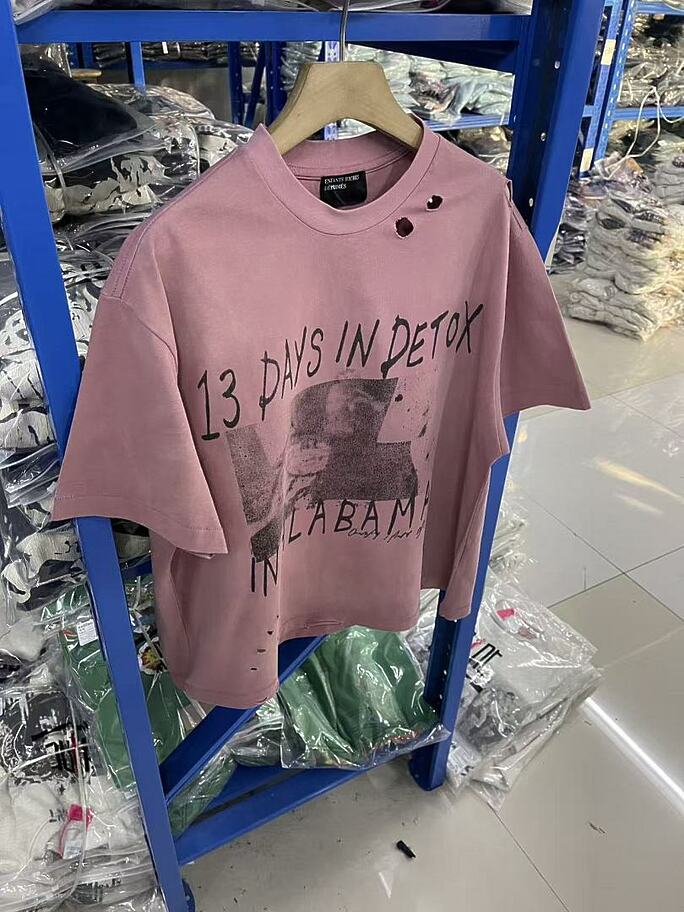 ENFANTS RICHES
DÉPRIMÉS
13 DAYS IN DETOX
IN ALABAMA